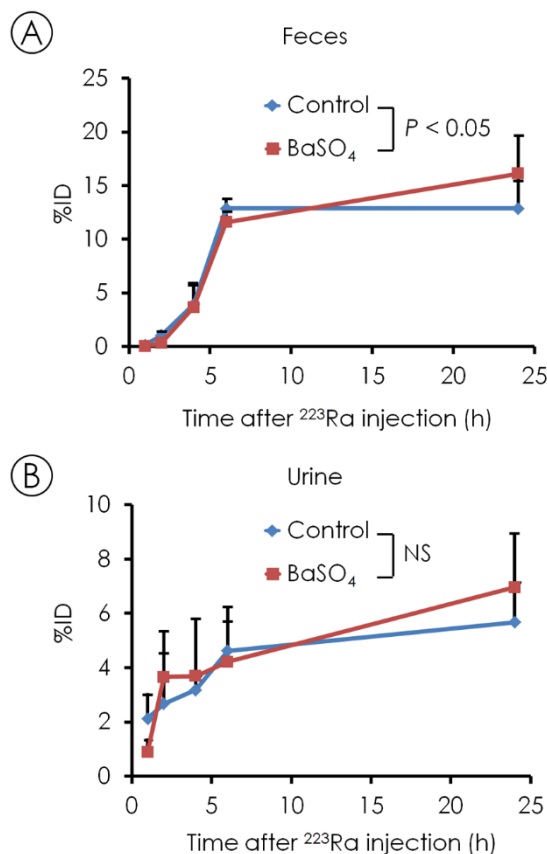 A
Feces
25
20
15
10
5
0
%ID
Control
BaSO₄
P < 0.05
0 5 10 15 20 25
Time after ²²³Ra injection (h)
B
Urine
10
8
6
4
2
0
%ID
Control
BaSO₄
NS
0 5 10 15 20 25
Time after ²²³Ra injection (h)